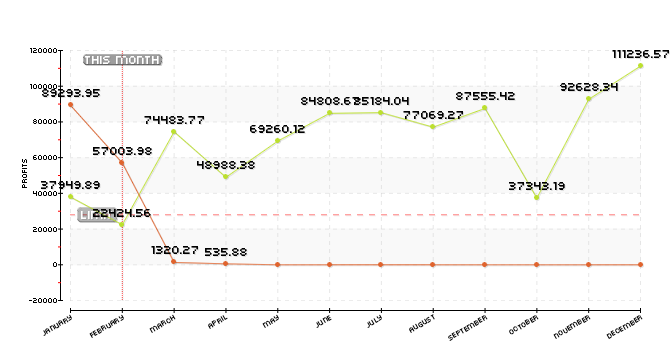 120000
THIS MONTH
111236.57
100000
89293.95
92628.34
84808.67
85184.04
87555.42
80000
74483.77
77069.27
69260.12
60000
57003.98
48988.38
40000
37949.89
37343.19
22424.56
20000
1320.27
535.88
0
-20000
PROFITS
JANUARY
FEBRUARY
MARCH
APRIL
MAY
JUNE
JULY
AUGUST
SEPTEMBER
OCTOBER
NOVEMBER
DECEMBER